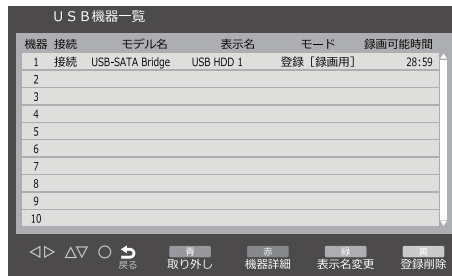 USB機器一覧
機器 接続 モデル名 表示名 モード 録画可能時間
1 接続 USB-SATA Bridge USB HDD 1 登録［録画用］ 28:59
2
3
4
5
6
7
8
9
10
◁▷ △▽ ○ 戻る 青 取り外し 赤 機器詳細 緑 表示名変更 黄 登録削除